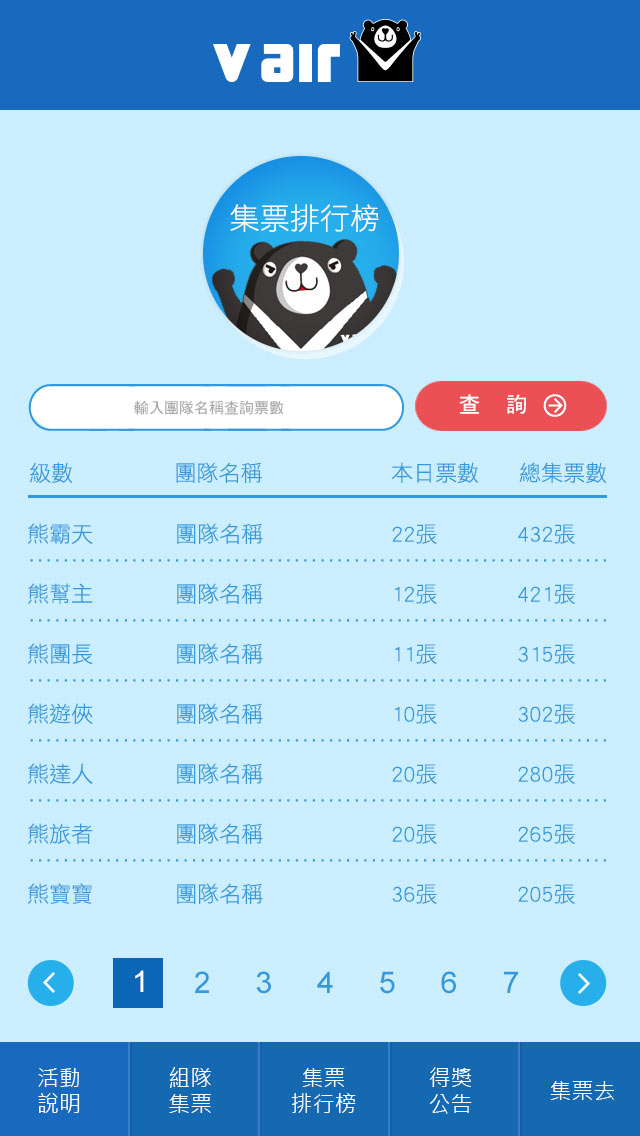 v air
集票排行榜
輸入團隊名稱查詢票數
查 詢
級數 團隊名稱 本日票數 總集票數
熊霸天 團隊名稱 22張 432張
熊幫主 團隊名稱 12張 421張
熊團長 團隊名稱 11張 315張
熊遊俠 團隊名稱 10張 302張
熊達人 團隊名稱 20張 280張
熊旅者 團隊名稱 20張 265張
熊寶寶 團隊名稱 36張 205張
1 2 3 4 5 6 7
活動
說明
組隊
集票
集票
排行榜
得獎
公告
集票去